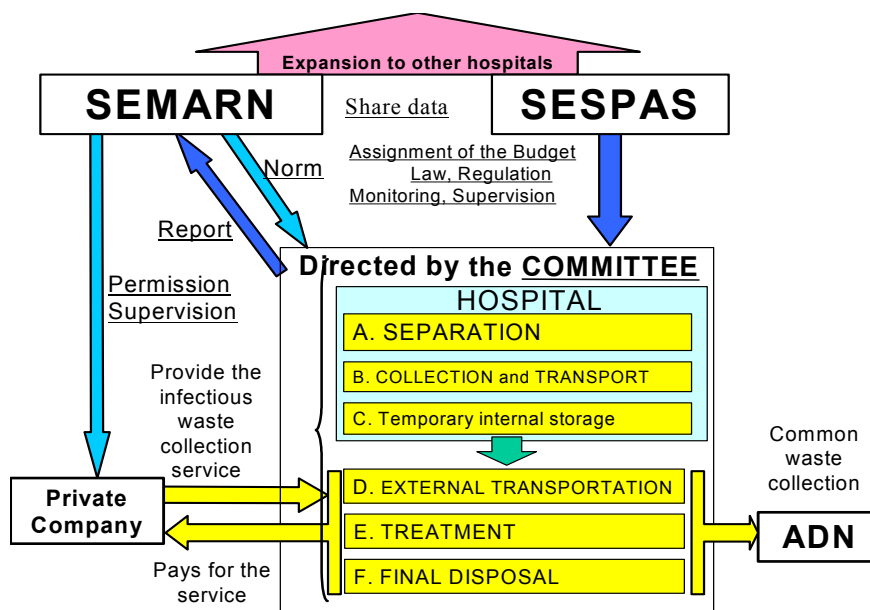 Expansion to other hospitals
SEMARN
Share data
SESPAS
Assignment of the Budget
Law, Regulation
Monitoring, Supervision
Norm
Report
Permission
Supervision
Directed by the COMMITTEE
HOSPITAL
A. SEPARATION
B. COLLECTION and TRANSPORT
C. Temporary internal storage
Provide the
infectious
waste
collection
service
Private
Company
Pays for the
service
D. EXTERNAL TRANSPORTATION
E. TREATMENT
F. FINAL DISPOSAL
Common
waste
collection
ADN